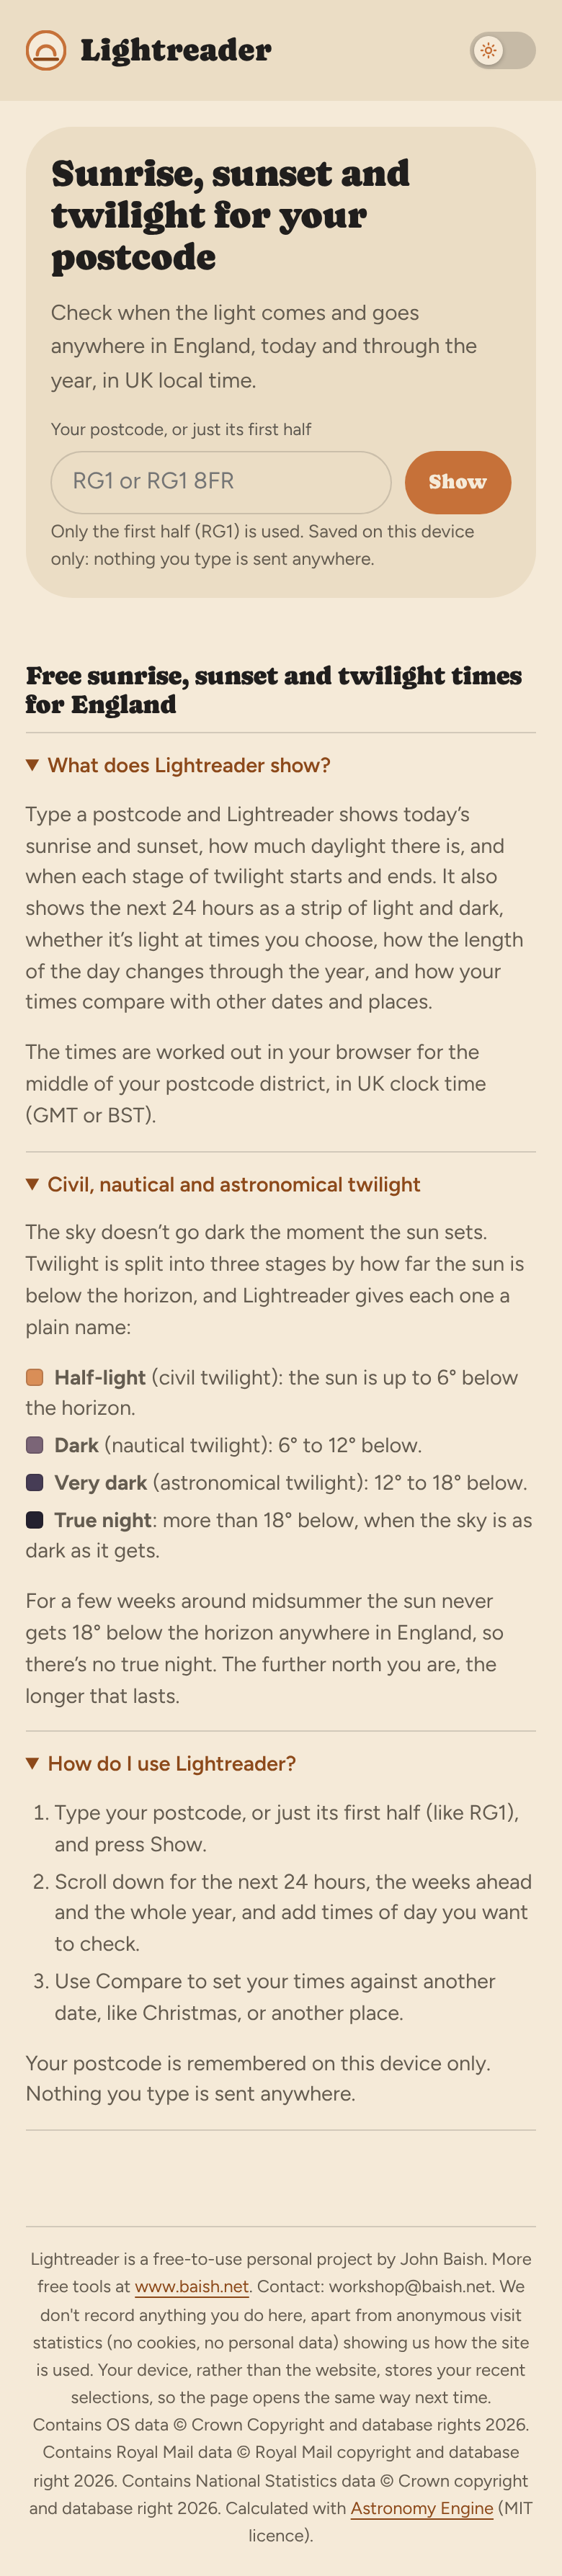 Lightreader
Sunrise, sunset and
twilight for your
postcode
Check when the light comes and goes
anywhere in England, today and through the
year, in UK local time.
Your postcode, or just its first half
RG1 or RG1 8FR
Show
Only the first half (RG1) is used. Saved on this device
only: nothing you type is sent anywhere.
Free sunrise, sunset and twilight times
for England
▼ What does Lightreader show?
Type a postcode and Lightreader shows today’s
sunrise and sunset, how much daylight there is, and
when each stage of twilight starts and ends. It also
shows the next 24 hours as a strip of light and dark,
whether it’s light at times you choose, how the length
of the day changes through the year, and how your
times compare with other dates and places.
The times are worked out in your browser for the
middle of your postcode district, in UK clock time
(GMT or BST).
▼ Civil, nautical and astronomical twilight
The sky doesn’t go dark the moment the sun sets.
Twilight is split into three stages by how far the sun is
below the horizon, and Lightreader gives each one a
plain name:
Half-light (civil twilight): the sun is up to 6° below
the horizon.
Dark (nautical twilight): 6° to 12° below.
Very dark (astronomical twilight): 12° to 18° below.
True night: more than 18° below, when the sky is as
dark as it gets.
For a few weeks around midsummer the sun never
gets 18° below the horizon anywhere in England, so
there’s no true night. The further north you are, the
longer that lasts.
▼ How do I use Lightreader?
1. Type your postcode, or just its first half (like RG1),
and press Show.
2. Scroll down for the next 24 hours, the weeks ahead
and the whole year, and add times of day you want
to check.
3. Use Compare to set your times against another
date, like Christmas, or another place.
Your postcode is remembered on this device only.
Nothing you type is sent anywhere.
Lightreader is a free-to-use personal project by John Baish. More
free tools at www.baish.net. Contact: workshop@baish.net. We
don't record anything you do here, apart from anonymous visit
statistics (no cookies, no personal data) showing us how the site
is used. Your device, rather than the website, stores your recent
selections, so the page opens the same way next time.
Contains OS data © Crown Copyright and database rights 2026.
Contains Royal Mail data © Royal Mail copyright and database
right 2026. Contains National Statistics data © Crown copyright
and database right 2026. Calculated with Astronomy Engine (MIT
licence).